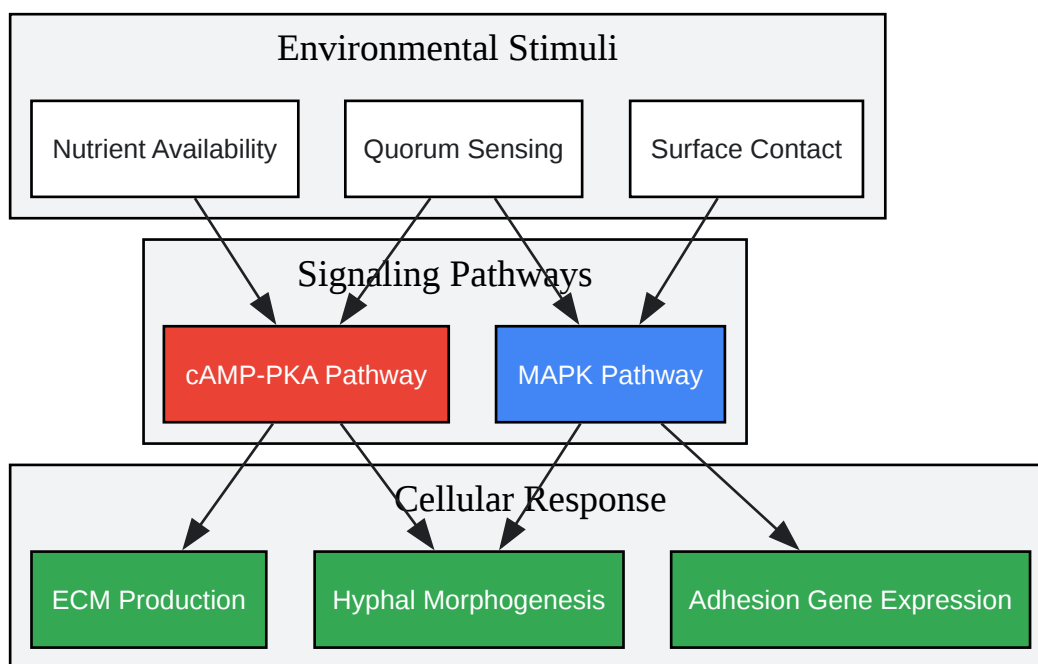 Environmental Stimuli
Nutrient Availability
Quorum Sensing
Surface Contact
Signaling Pathways
cAMP-PKA Pathway
MAPK Pathway
Cellular Response
ECM Production
Hyphal Morphogenesis
Adhesion Gene Expression